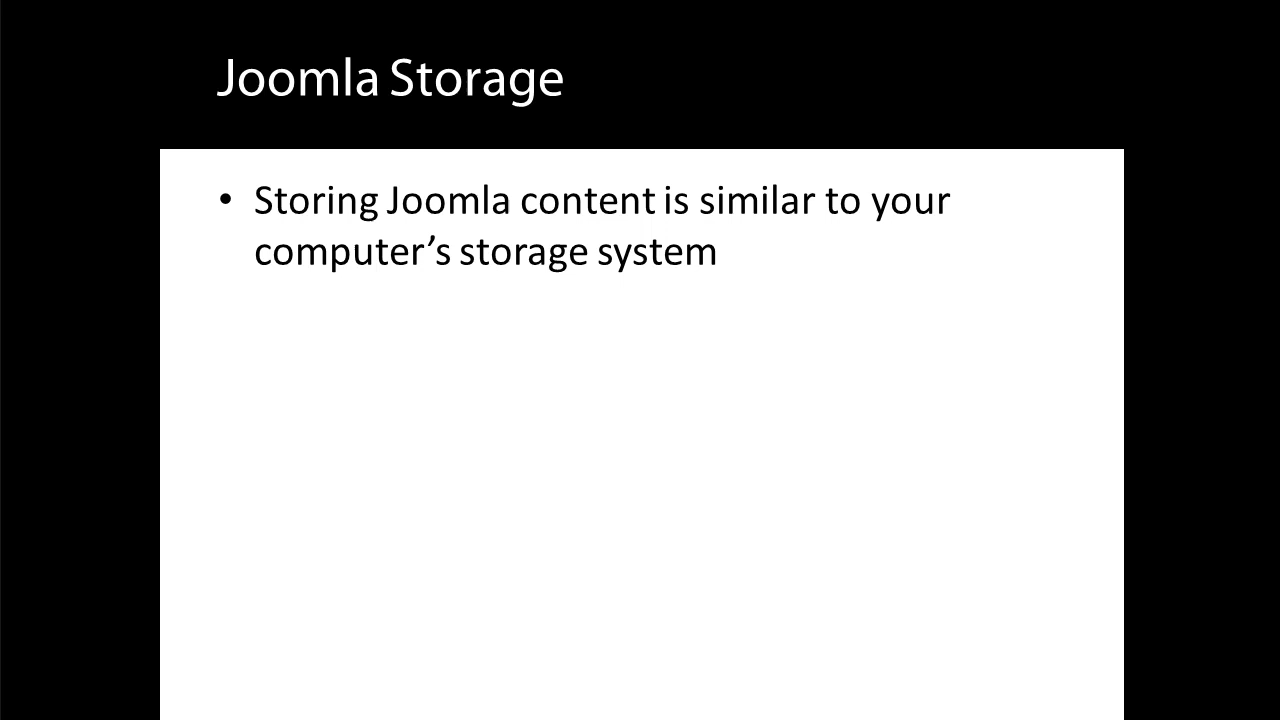 Joomla Storage
• Storing Joomla content is similar to your
computer’s storage system